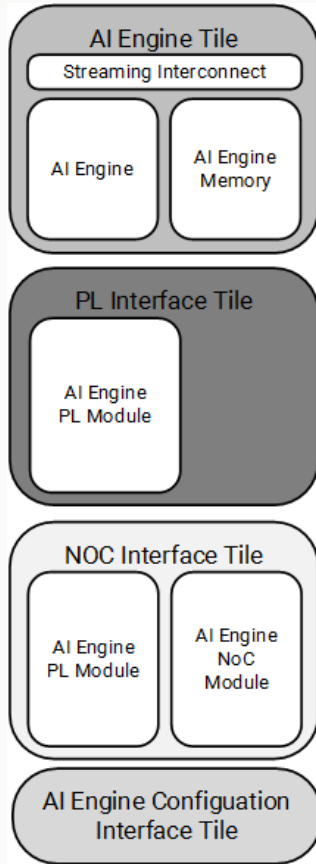 AI Engine Tile
Streaming Interconnect
AI Engine
AI Engine
Memory
PL Interface Tile
AI Engine
PL Module
NOC Interface Tile
AI Engine
PL Module
AI Engine
NoC
Module
AI Engine Configuation
Interface Tile